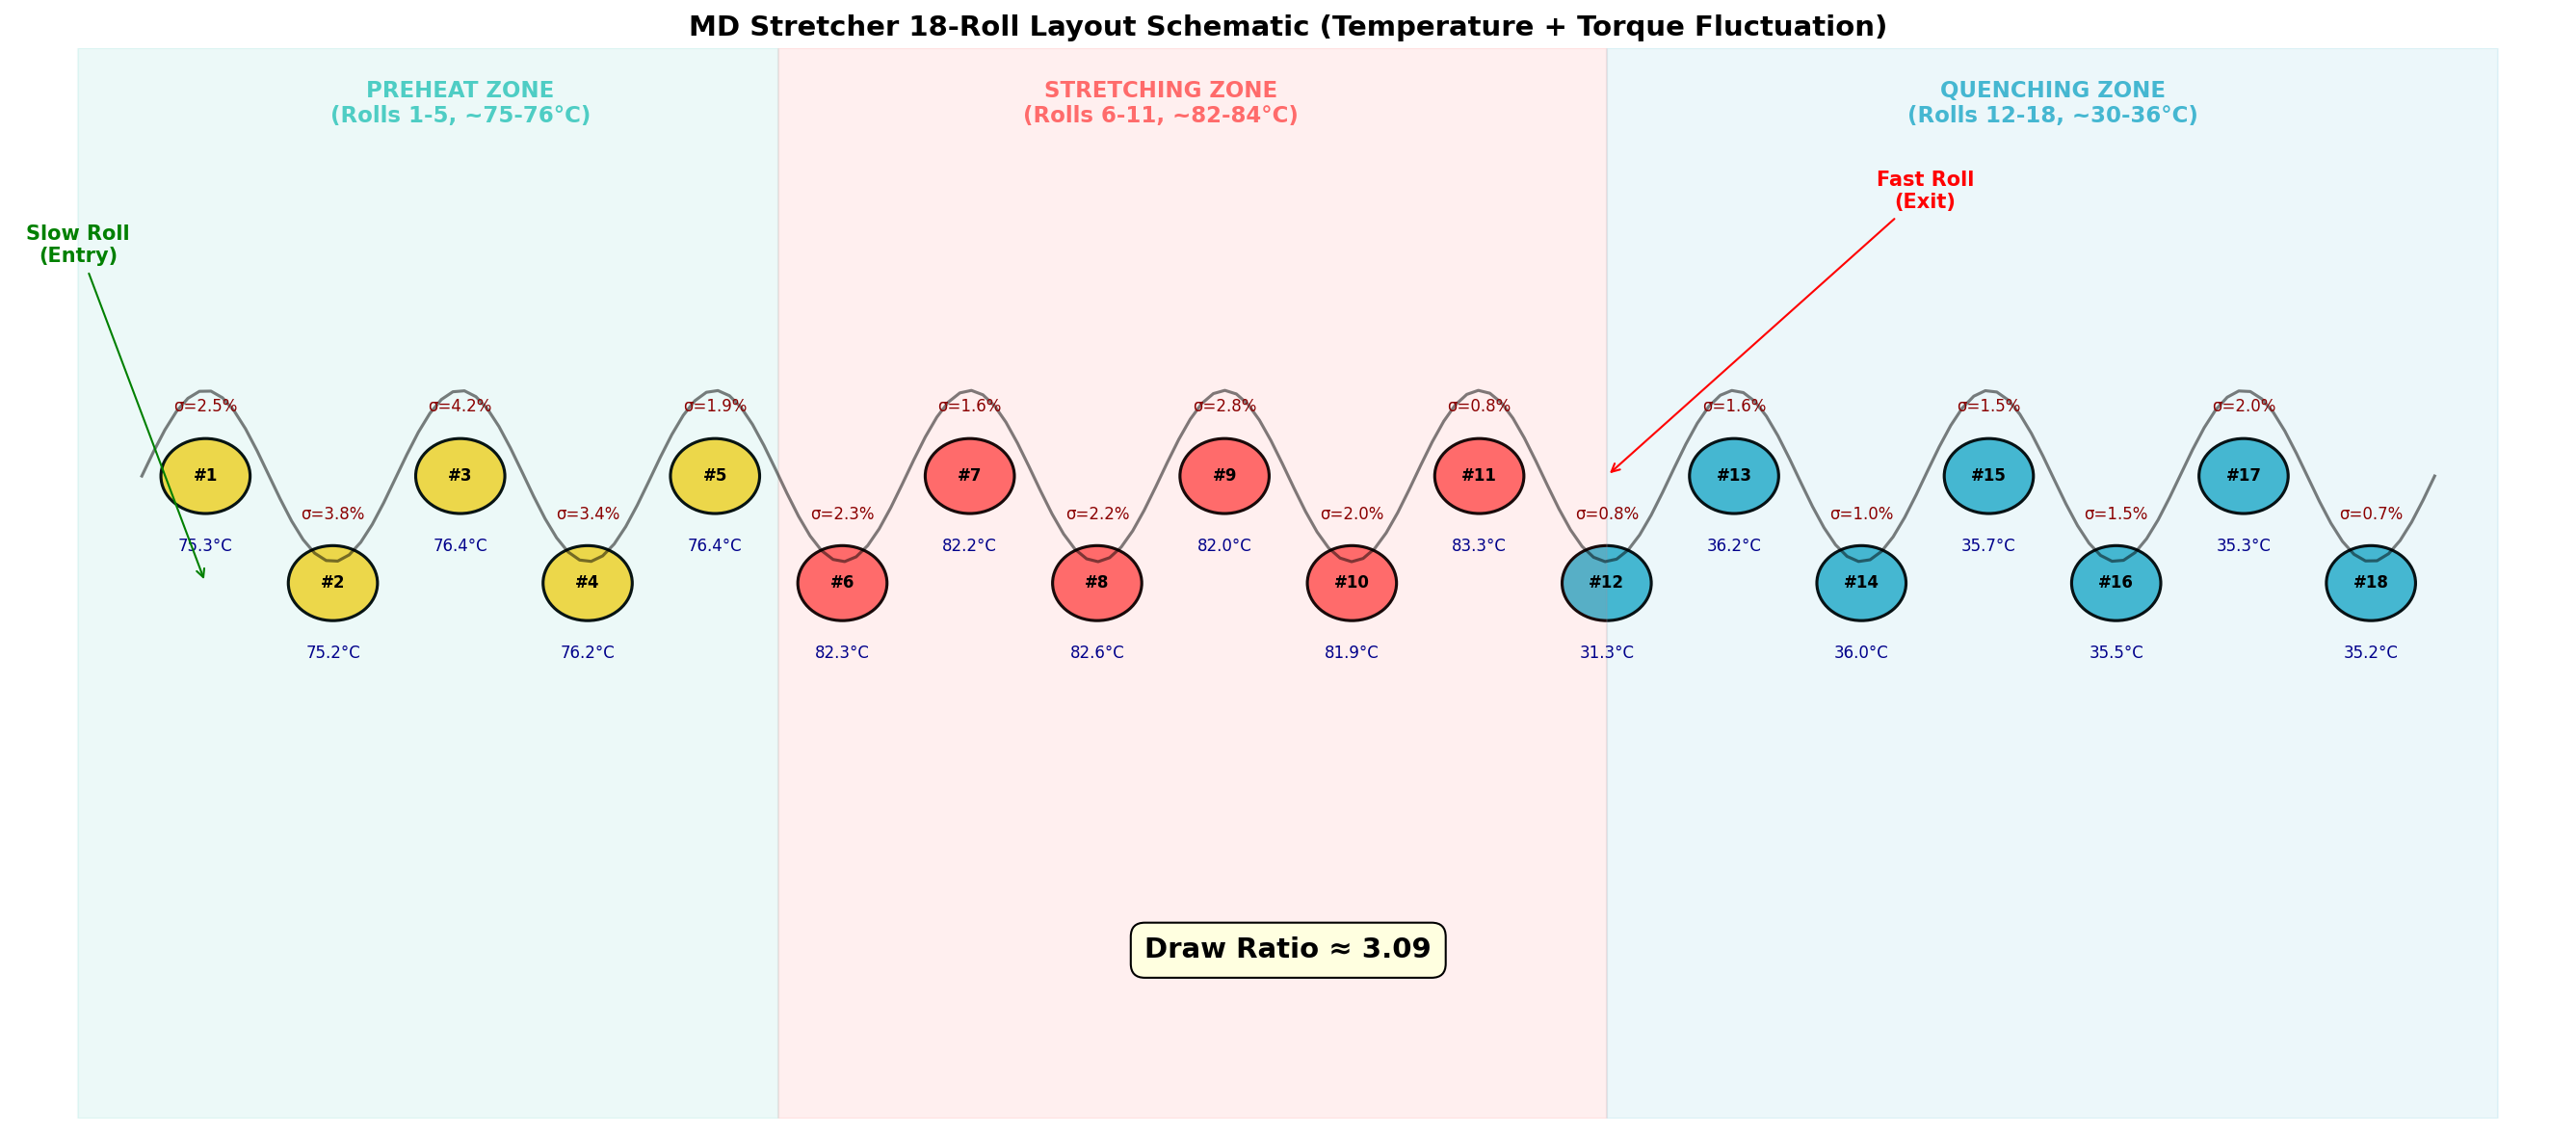 MD Stretcher 18-Roll Layout Schematic (Temperature + Torque Fluctuation)
PREHEAT ZONE
(Rolls 1-5, ~75-76°C)
STRETCHING ZONE
(Rolls 6-11, ~82-84°C)
QUENCHING ZONE
(Rolls 12-18, ~30-36°C)
Slow Roll
(Entry)
Fast Roll
(Exit)
σ=2.5%
#1
75.3°C
σ=3.8%
#2
75.2°C
σ=4.2%
#3
76.4°C
σ=3.4%
#4
76.2°C
σ=1.9%
#5
76.4°C
σ=2.3%
#6
82.3°C
σ=1.6%
#7
82.2°C
σ=2.2%
#8
82.6°C
σ=2.8%
#9
82.0°C
σ=2.0%
#10
81.9°C
σ=0.8%
#11
83.3°C
σ=0.8%
#12
31.3°C
σ=1.6%
#13
36.2°C
σ=1.0%
#14
36.0°C
σ=1.5%
#15
35.7°C
σ=1.5%
#16
35.5°C
σ=2.0%
#17
35.3°C
σ=0.7%
#18
35.2°C
Draw Ratio ≈ 3.09